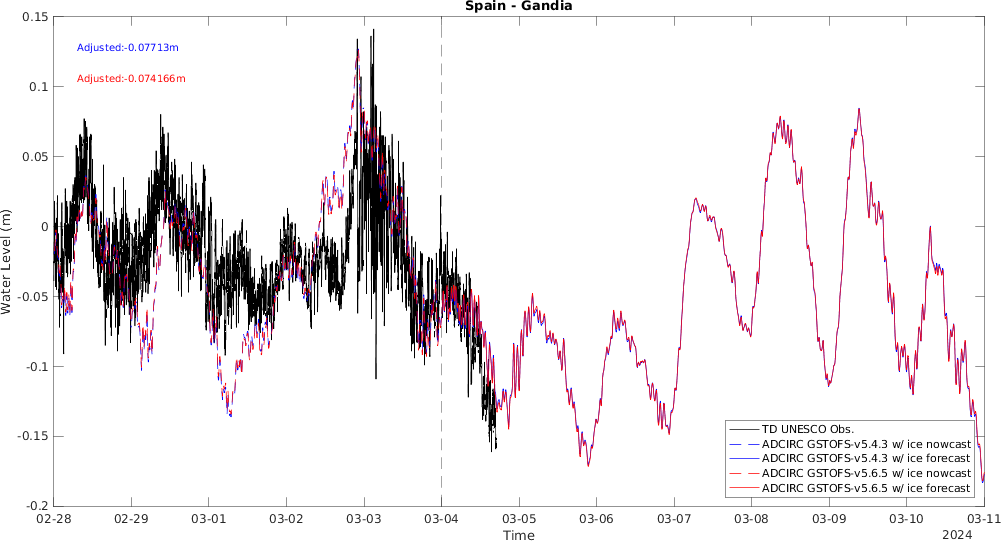 Spain - Gandia
0.15
0.1
0.05
0
-0.05
-0.1
-0.15
-0.2
Water Level (m)
Adjusted:-0.07713m
Adjusted:-0.074166m
TD UNESCO Obs.
ADCIRC GSTOFS-v5.4.3 w/ ice nowcast
ADCIRC GSTOFS-v5.4.3 w/ ice forecast
ADCIRC GSTOFS-v5.6.5 w/ ice nowcast
ADCIRC GSTOFS-v5.6.5 w/ ice forecast
02-28 02-29 03-01 03-02 03-03 03-04 03-05 03-06 03-07 03-08 03-09 03-10 03-11
Time
2024